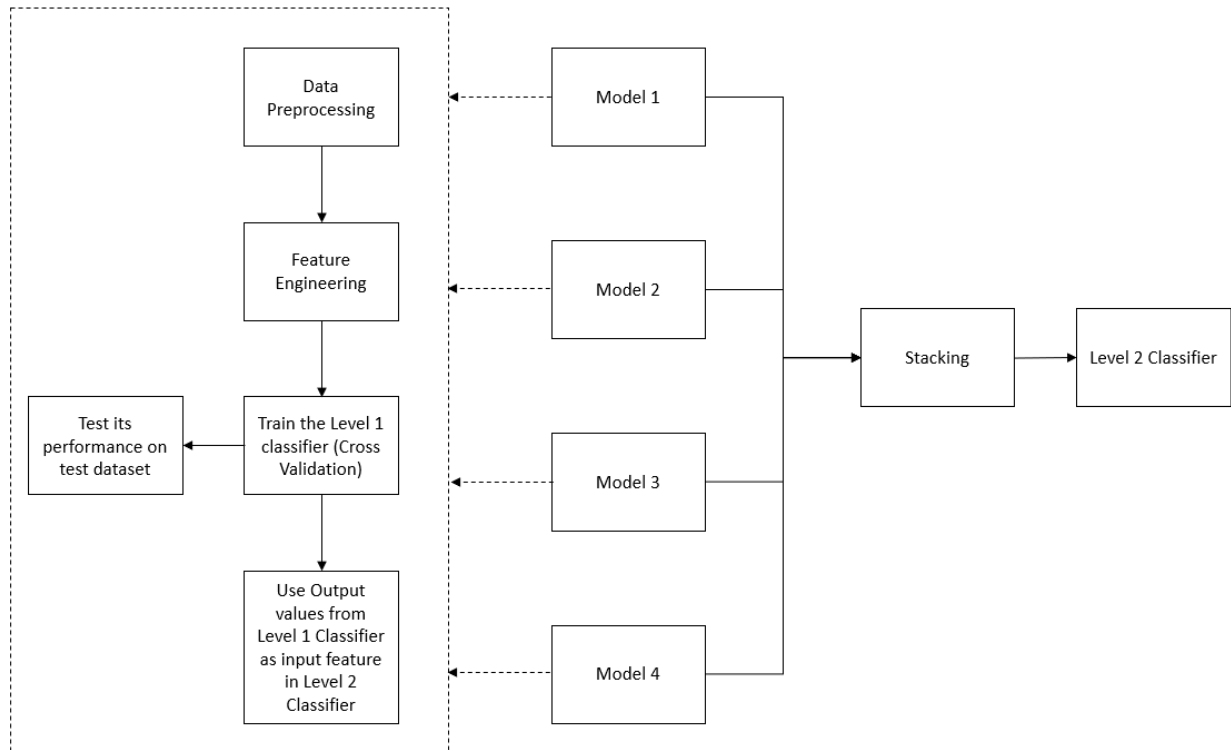 Data
Preprocessing
Feature
Engineering
Train the Level 1
classifier (Cross
Validation)
Test its
performance on
test dataset
Use Output
values from
Level 1 Classifier
as input feature
in Level 2
Classifier
Model 1
Model 2
Model 3
Model 4
Stacking
Level 2 Classifier